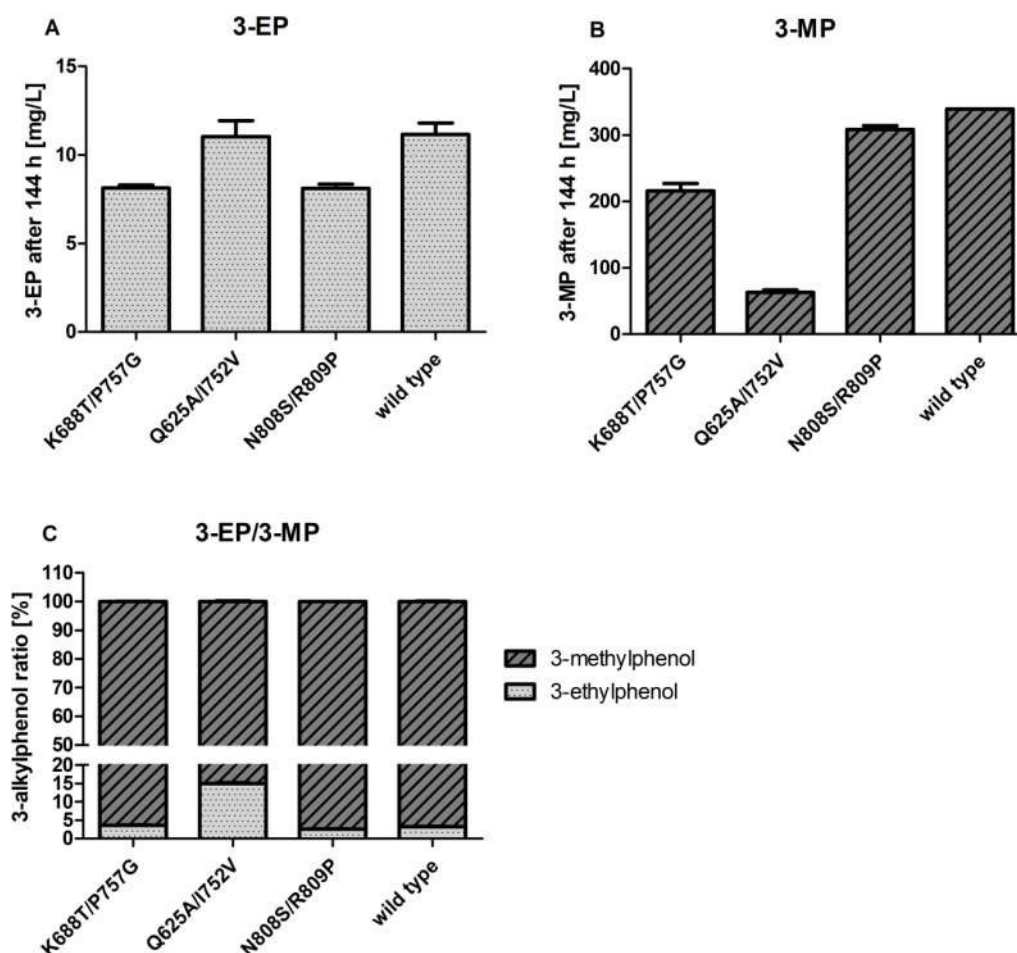 A
3-EP
3-EP after 144 h [mg/L]
15
10
5
0
K688T/P757G
Q625A/I752V
N808S/R809P
wild type
B
3-MP
3-MP after 144 h [mg/L]
400
300
200
100
0
K688T/P757G
Q625A/I752V
N808S/R809P
wild type
C
3-EP/3-MP
3-alkylphenol ratio [%]
110
100
90
80
70
60
50
20
15
10
5
0
K688T/P757G
Q625A/I752V
N808S/R809P
wild type
3-methylphenol
3-ethylphenol